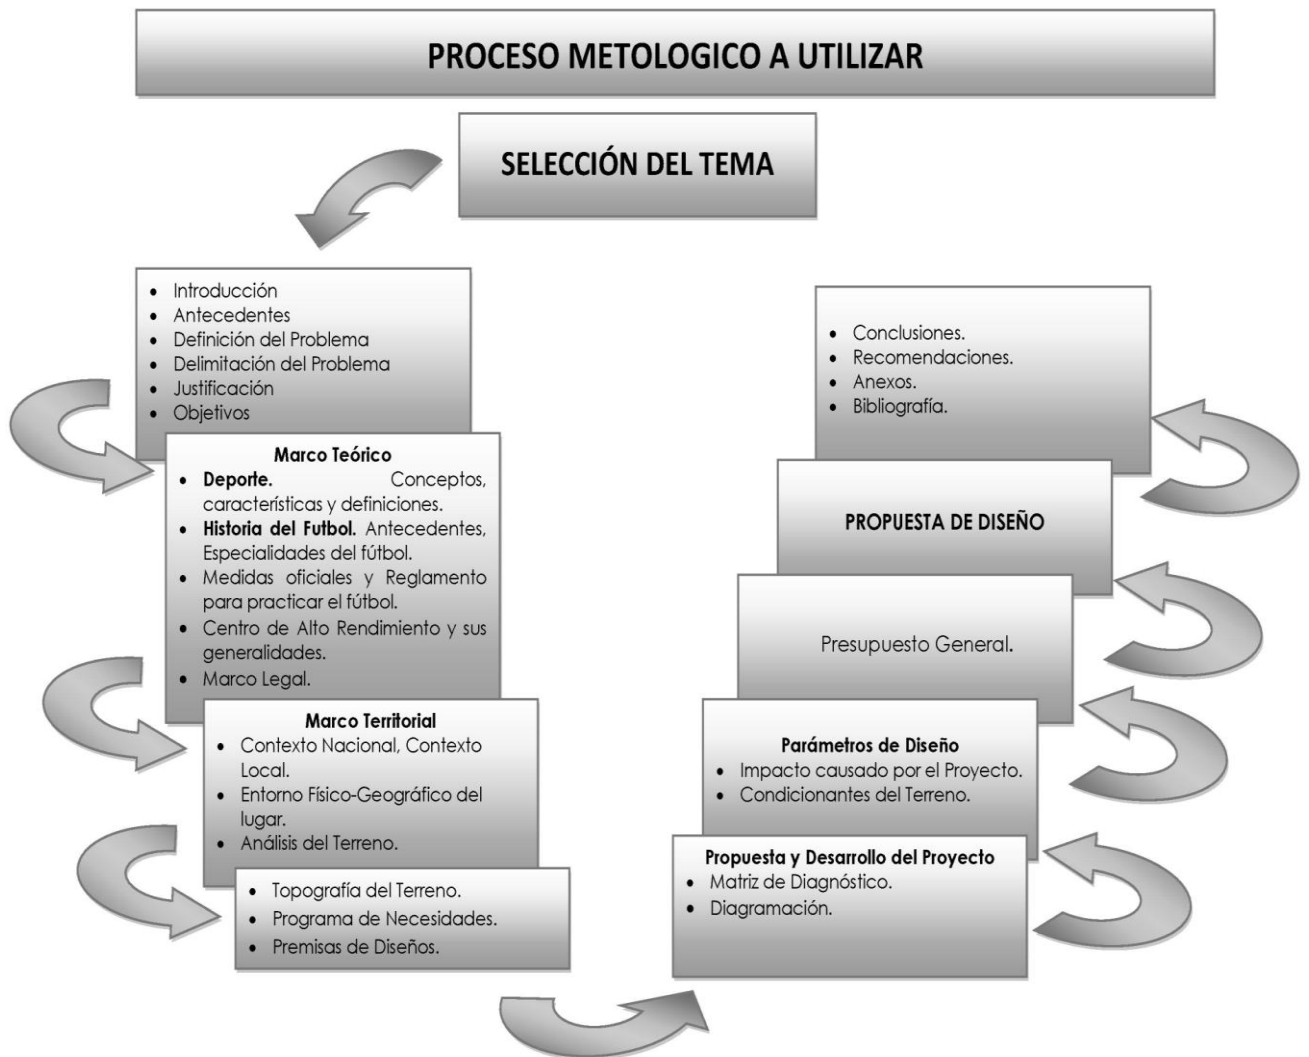 PROCESO METOLOGICO A UTILIZAR
SELECCIÓN DEL TEMA
• Introducción
• Antecedentes
• Definición del Problema
• Delimitación del Problema
• Justificación
• Objetivos
Marco Teórico
• Deporte. Conceptos,
características y definiciones.
• Historia del Futbol. Antecedentes,
Especialidades del fútbol.
• Medidas oficiales y Reglamento
para practicar el fútbol.
• Centro de Alto Rendimiento y sus
generalidades.
• Marco Legal.
Marco Territorial
• Contexto Nacional, Contexto
Local.
• Entorno Físico-Geográfico del
lugar.
• Análisis del Terreno.
• Topografía del Terreno.
• Programa de Necesidades.
• Premisas de Diseños.
• Conclusiones.
• Recomendaciones.
• Anexos.
• Bibliografía.
PROPUESTA DE DISEÑO
Presupuesto General.
Parámetros de Diseño
• Impacto causado por el Proyecto.
• Condicionantes del Terreno.
Propuesta y Desarrollo del Proyecto
• Matriz de Diagnóstico.
• Diagramación.